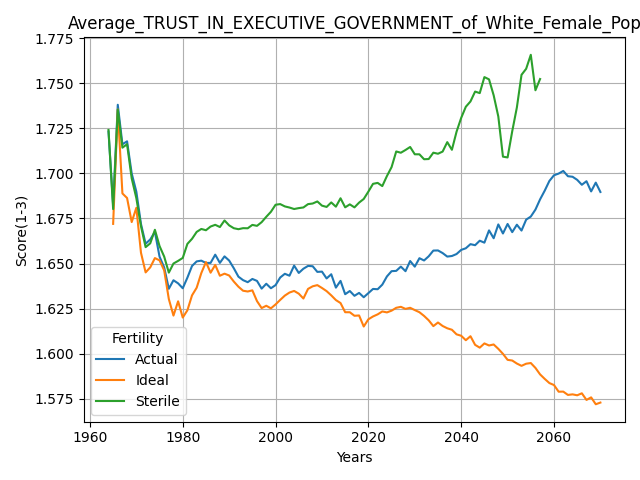 Average_TRUST_IN_EXECUTIVE_GOVERNMENT_of_White_Female_Pop
1.775
1.750
1.725
1.700
1.675
1.650
1.625
1.600
1.575
Score(1-3)
Fertility
Actual
Ideal
Sterile
1960 1980 2000 2020 2040 2060
Years